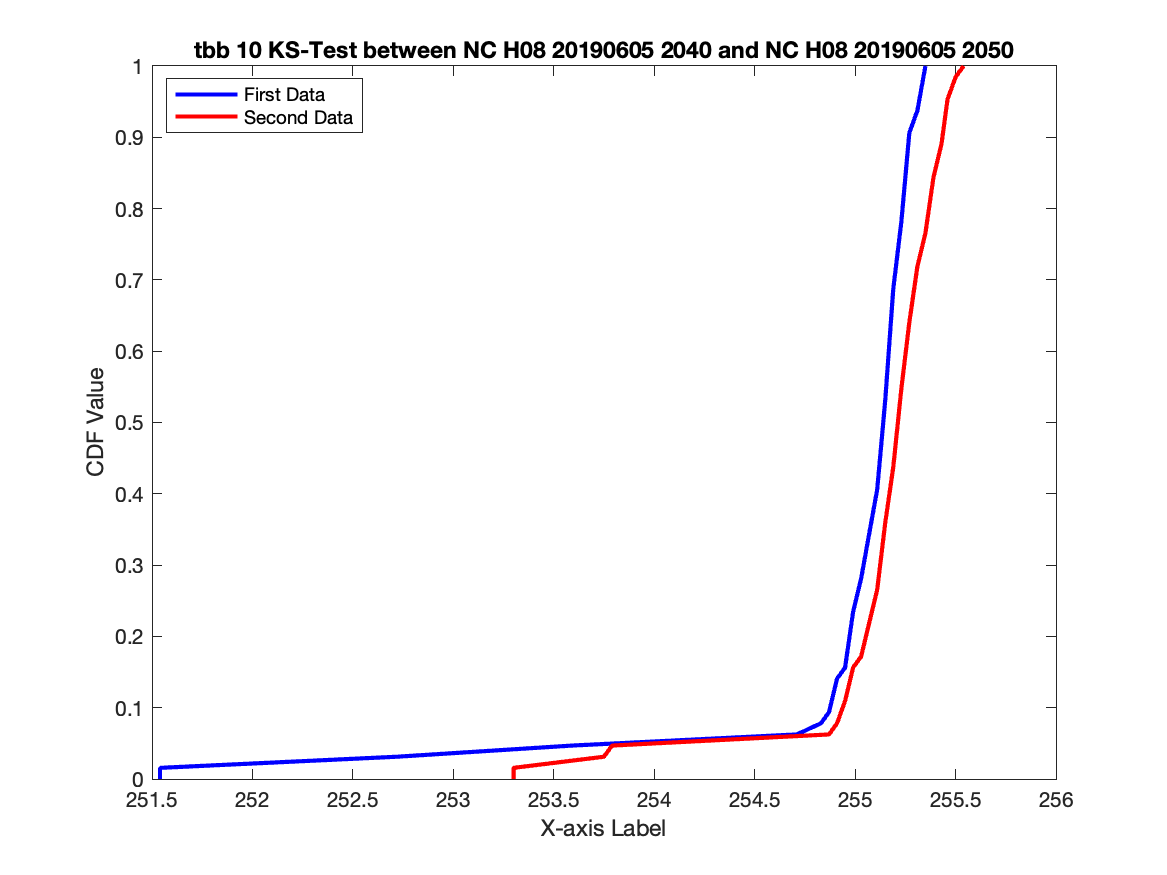 tbb 10 KS-Test between NC H08 20190605 2040 and NC H08 20190605 2050
First Data
Second Data
1
0.9
0.8
0.7
0.6
0.5
0.4
0.3
0.2
0.1
0
CDF Value
251.5 252 252.5 253 253.5 254 254.5 255 255.5 256
X-axis Label